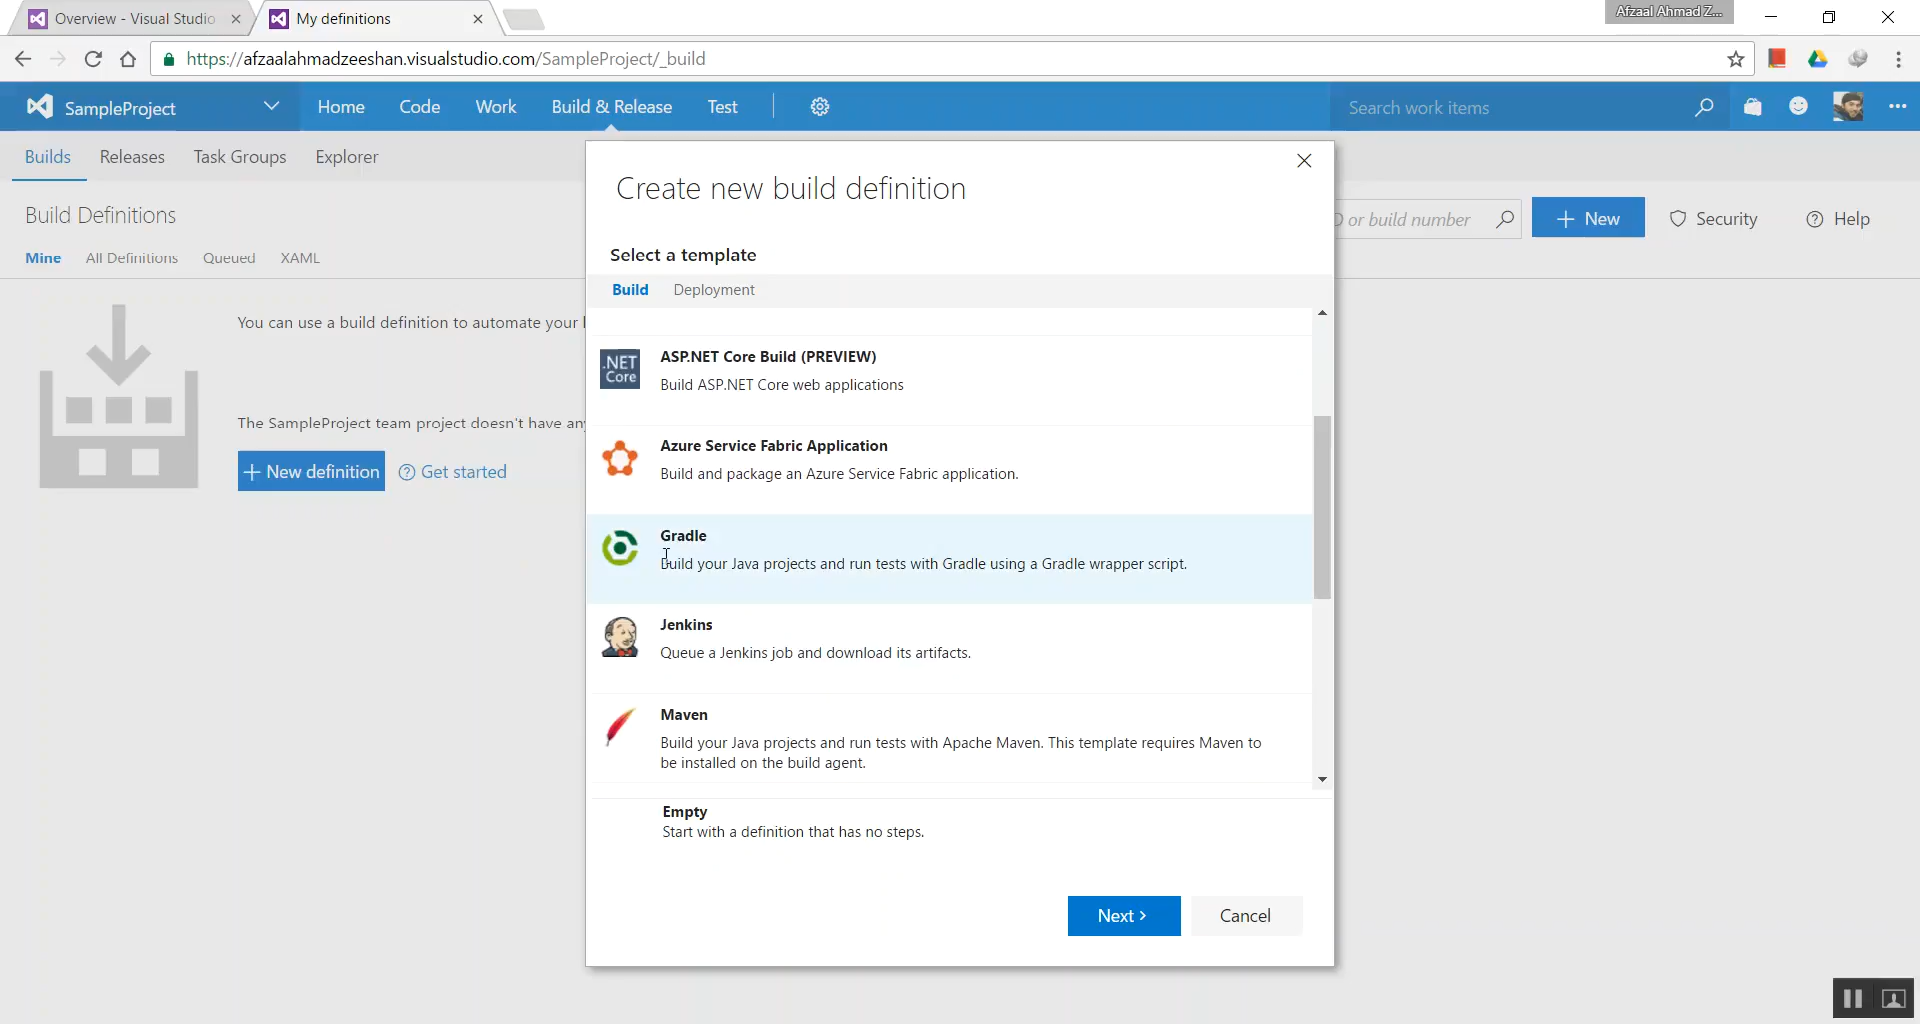 Overview - Visual Studio
My definitions
Afzaal Ahmad Z...
https://afzaalahmadzeeshan.visualstudio.com/SampleProject/_build
SampleProject
Home
Code
Work
Build & Release
Test
Search work items
Builds
Releases
Task Groups
Explorer
Build Definitions
or build number
New
Security
Help
Mine
All Definitions
Queued
XAML
You can use a build definition to automate your
The SampleProject team project doesn't have
New definition
Get started
Create new build definition
Select a template
Build
Deployment
.NET
Core
ASP.NET Core Build (PREVIEW)
Build ASP.NET Core web applications
Azure Service Fabric Application
Build and package an Azure Service Fabric application.
Gradle
Build your Java projects and run tests with Gradle using a Gradle wrapper script.
Jenkins
Queue a Jenkins job and download its artifacts.
Maven
Build your Java projects and run tests with Apache Maven. This template requires Maven to
be installed on the build agent.
Empty
Start with a definition that has no steps.
Next >
Cancel